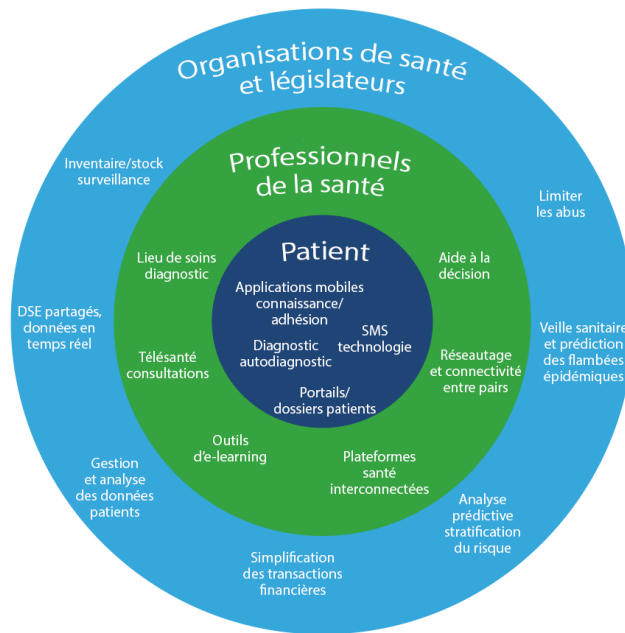 Organisations de santé
et législateurs
Inventaire/stock
surveillance
Limiter
les abus
DSE partagés,
données en
temps réel
Veille sanitaire
et prédiction
des flambées
épidémiques
Gestion
et analyse
des données
patients
Analyse
prédictive
stratification
du risque
Simplification
des transactions
financières
Professionnels
de la santé
Lieu de soins
diagnostic
Aide à la
décision
Télésanté
consultations
Réseautage
et connectivité
entre pairs
Outils
d'e-learning
Plateformes
santé
interconnectées
Patient
Applications mobiles
connaissance/
adhésion
SMS
technologie
Diagnostic
autodiagnostic
Portails/
dossiers patients